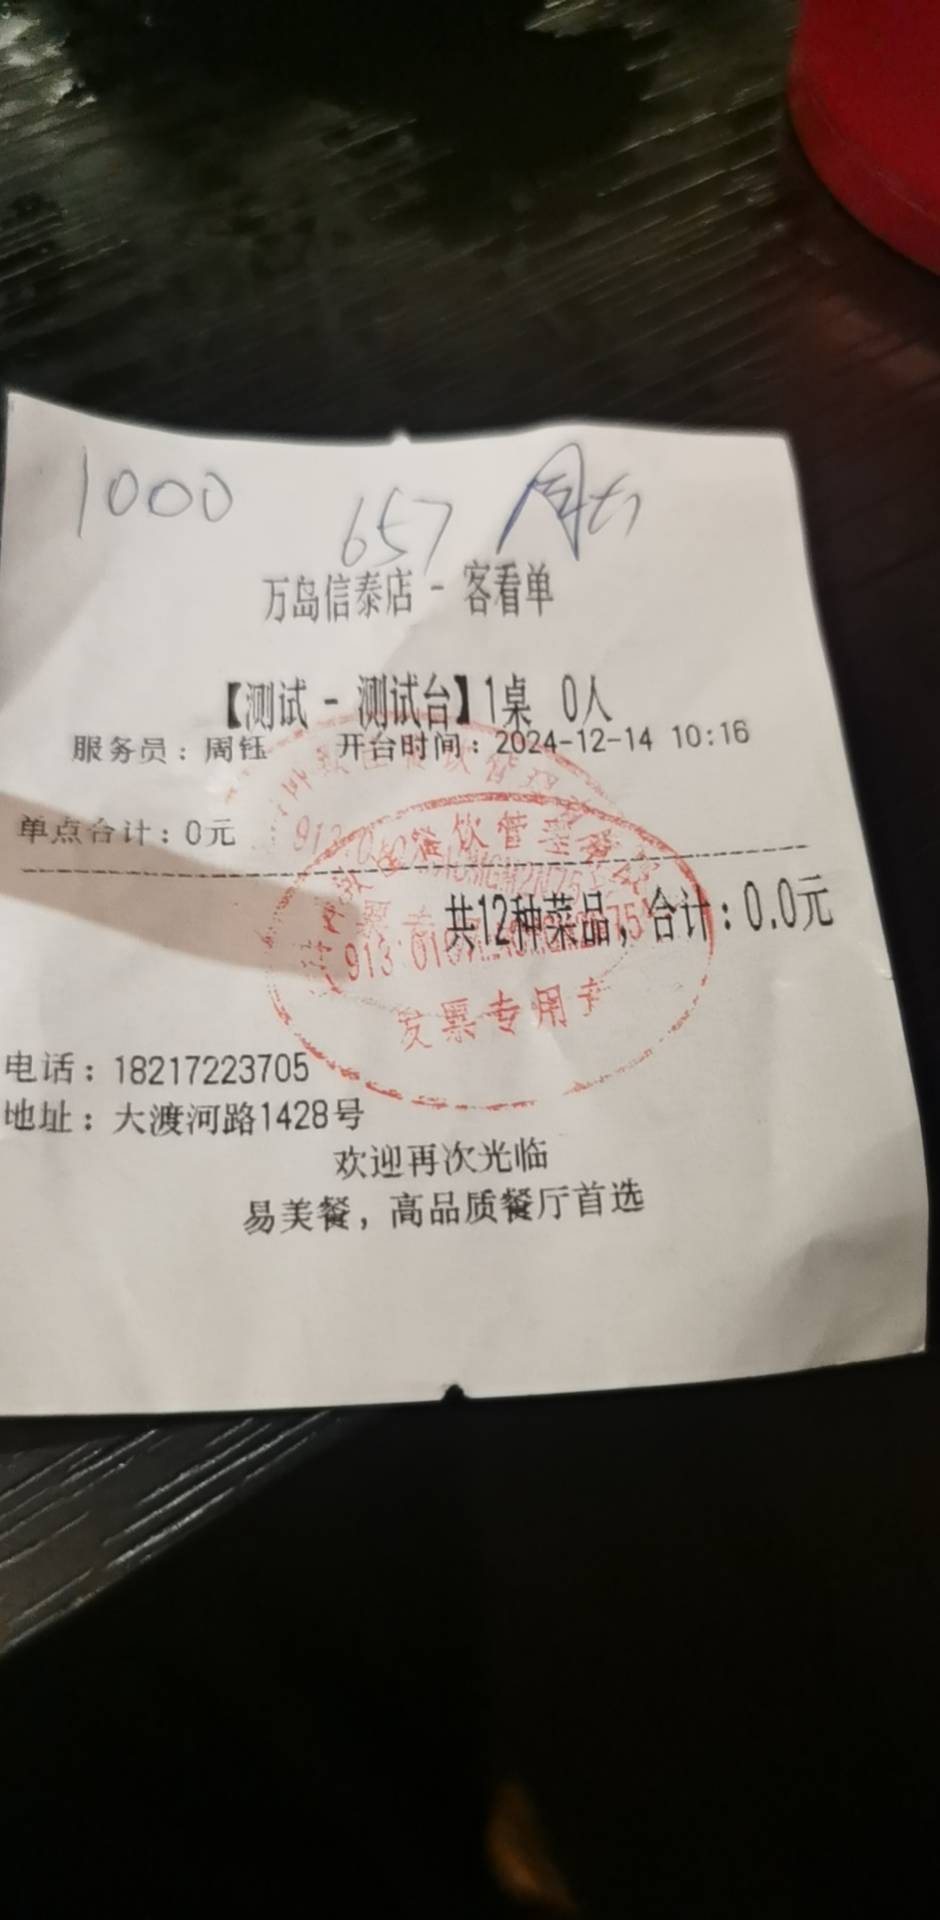 1000
657
万岛信泰店 - 客看单
【测试 - 测试台】1桌 0人
服务员：周钰 开台时间：2024-12-14 10:16
单点合计：0元
共12种菜品，合计：0.0元
餐饮管理
发票专用
电话：18217223705
地址：大渡河路1428号
欢迎再次光临
易美餐，高品质餐厅首选